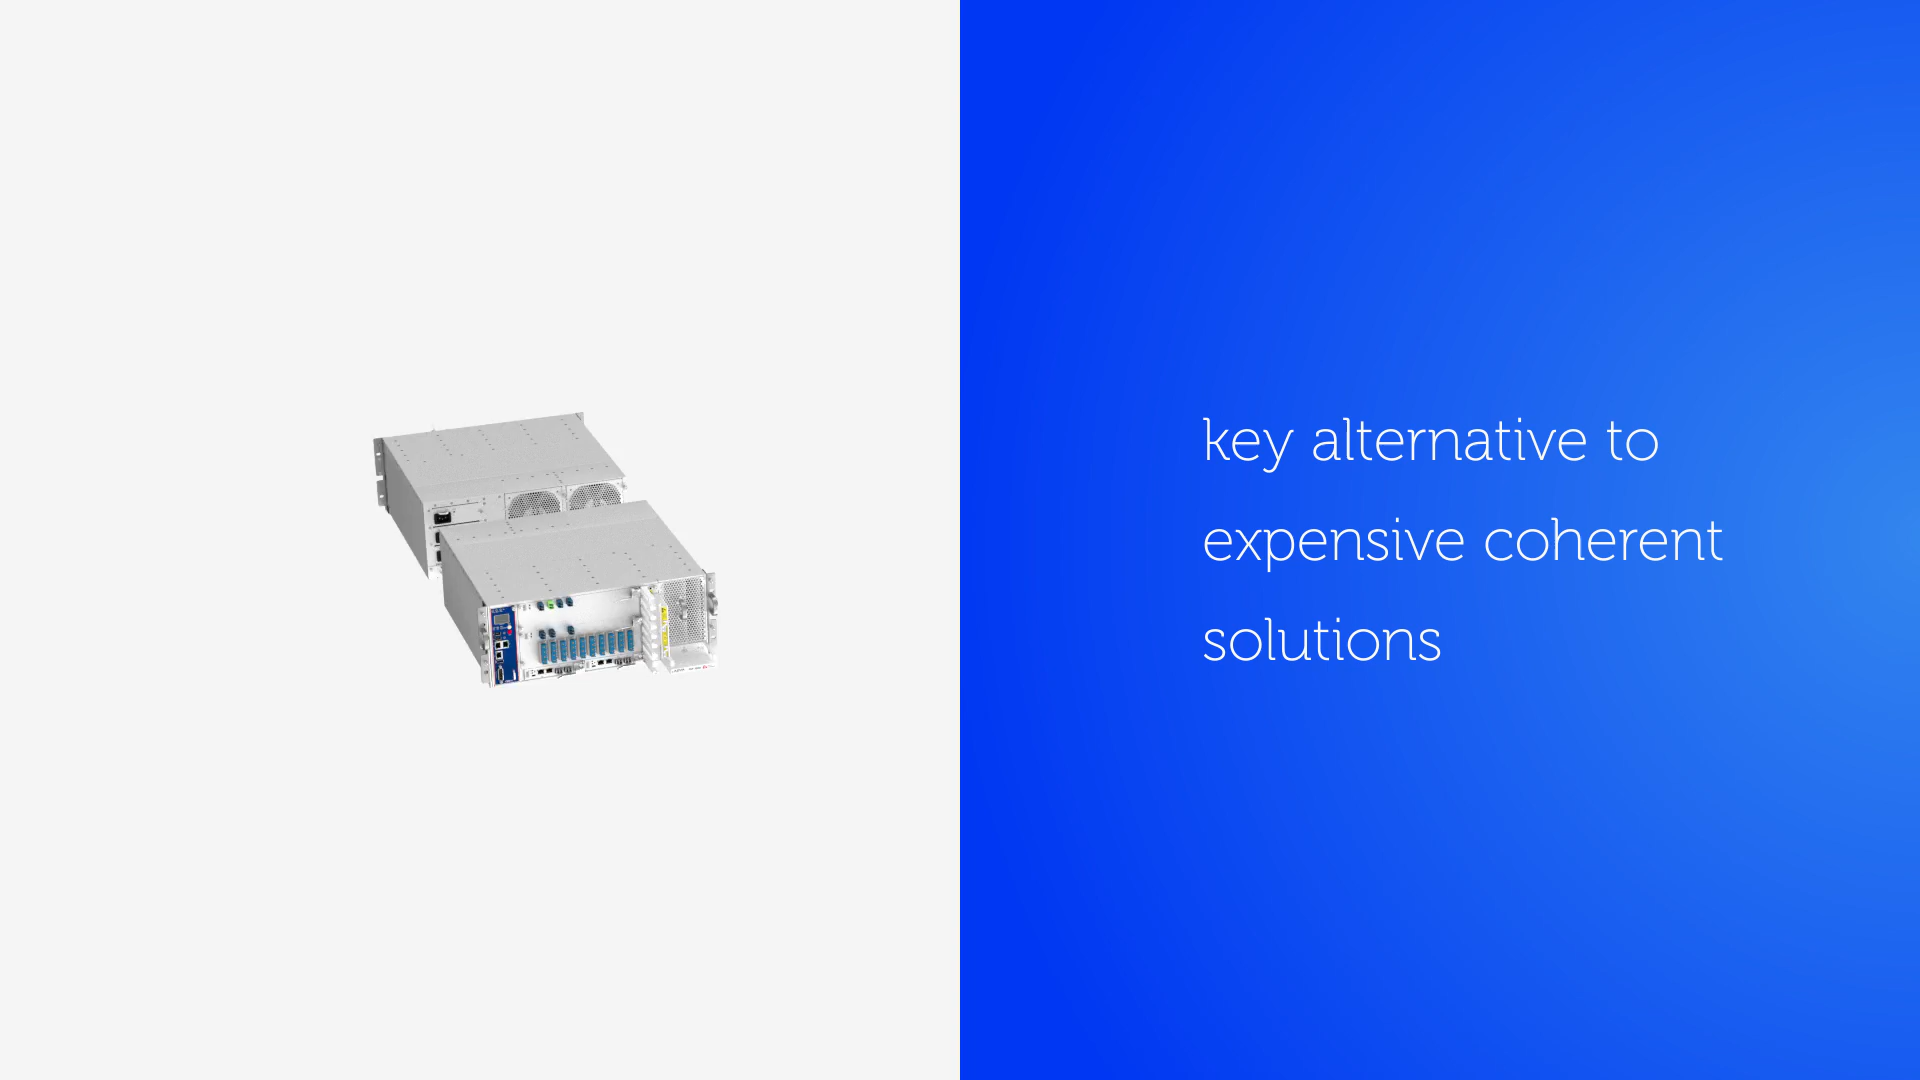 key alternative to
expensive coherent
solutions